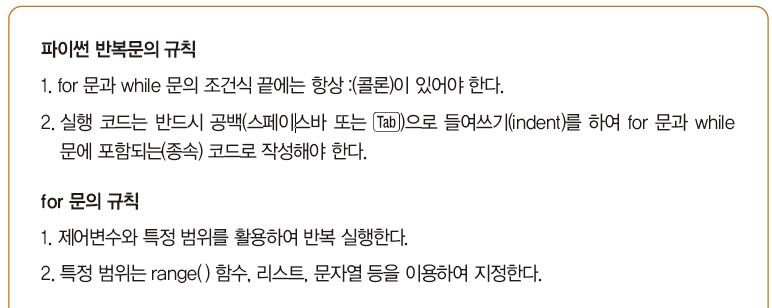 파이썬 반복문의 규칙
1. for 문과 while 문의 조건식 끝에는 항상 :(콜론)이 있어야 한다.
2. 실행 코드는 반드시 공백(스페이스바 또는 Tab)으로 들여쓰기(indent)를 하여 for 문과 while
문에 포함되는(종속) 코드로 작성해야 한다.
for 문의 규칙
1. 제어변수와 특정 범위를 활용하여 반복 실행한다.
2. 특정 범위는 range( ) 함수, 리스트, 문자열 등을 이용하여 지정한다.